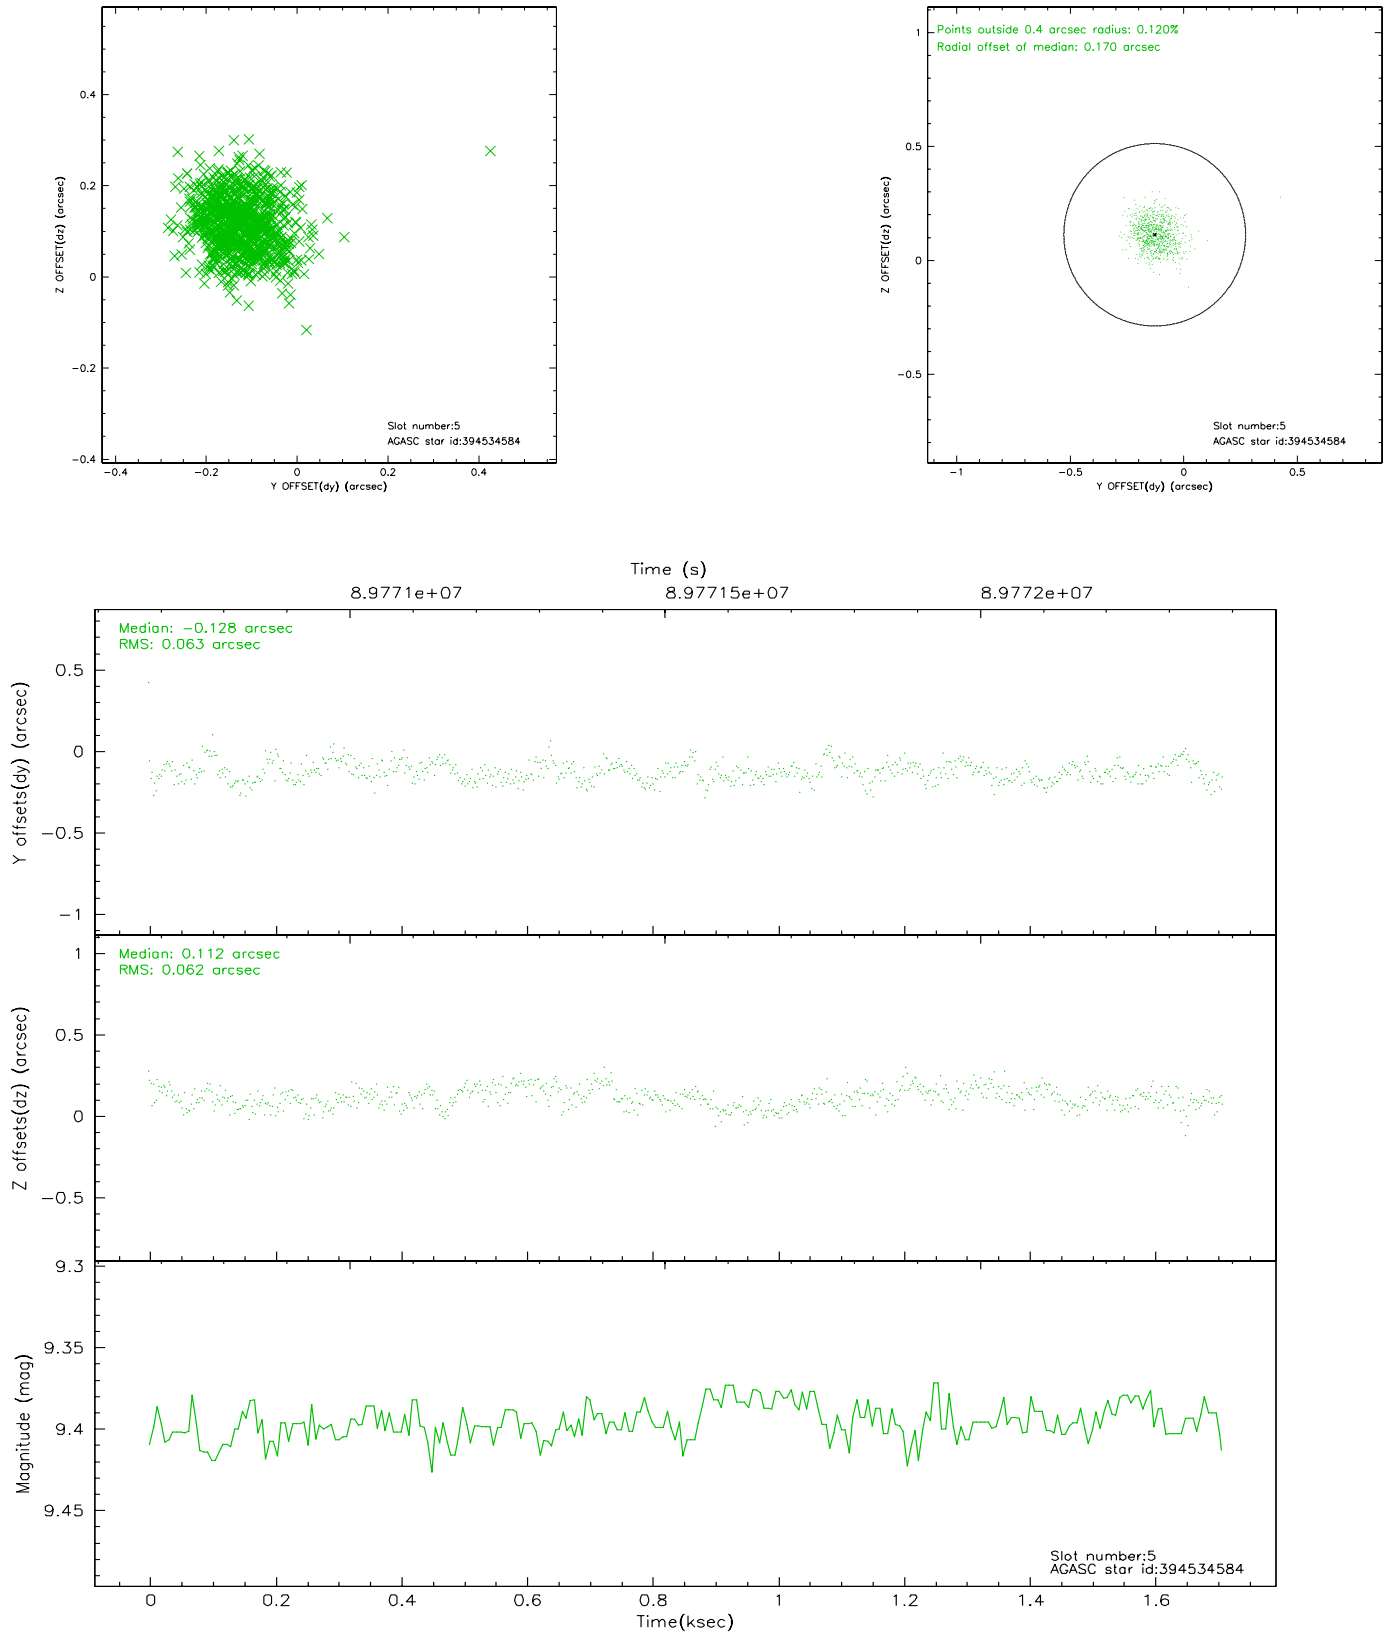 0.4
0.2
0
−0.2
−0.4
Z OFFSET(dz) (arcsec)
Slot number:5
AGASC star id:394534584
−0.4 −0.2 0 0.2 0.4
Y OFFSET(dy) (arcsec)
Points outside 0.4 arcsec radius: 0.120%
Radial offset of median: 0.170 arcsec
1
0.5
0
−0.5
Z OFFSET(dz) (arcsec)
Slot number:5
AGASC star id:394534584
−1 −0.5 0 0.5
Y OFFSET(dy) (arcsec)
Time (s)
8.9771e+07 8.97715e+07 8.9772e+07
Median: −0.128 arcsec
RMS: 0.063 arcsec
0.5
0
−0.5
−1
Y offsets(dy) (arcsec)
Median: 0.112 arcsec
RMS: 0.062 arcsec
1
0.5
0
−0.5
Z offsets(dz) (arcsec)
9.3
9.35
9.4
9.45
Magnitude (mag)
Slot number:5
AGASC star id:394534584
0 0.2 0.4 0.6 0.8 1 1.2 1.4 1.6
Time(ksec)